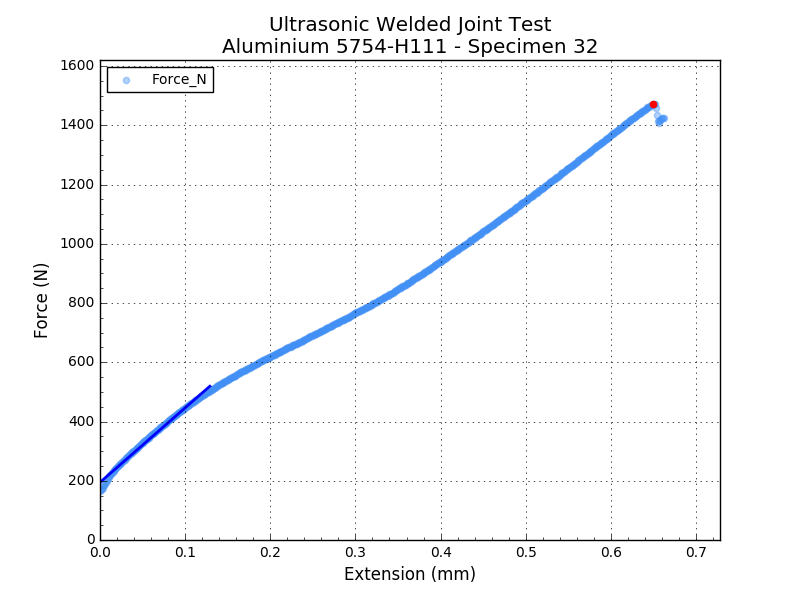 Ultrasonic Welded Joint Test
Aluminium 5754-H111 - Specimen 32
Force_N
1600
1400
1200
1000
800
600
400
200
0
Force (N)
0.0 0.1 0.2 0.3 0.4 0.5 0.6 0.7
Extension (mm)